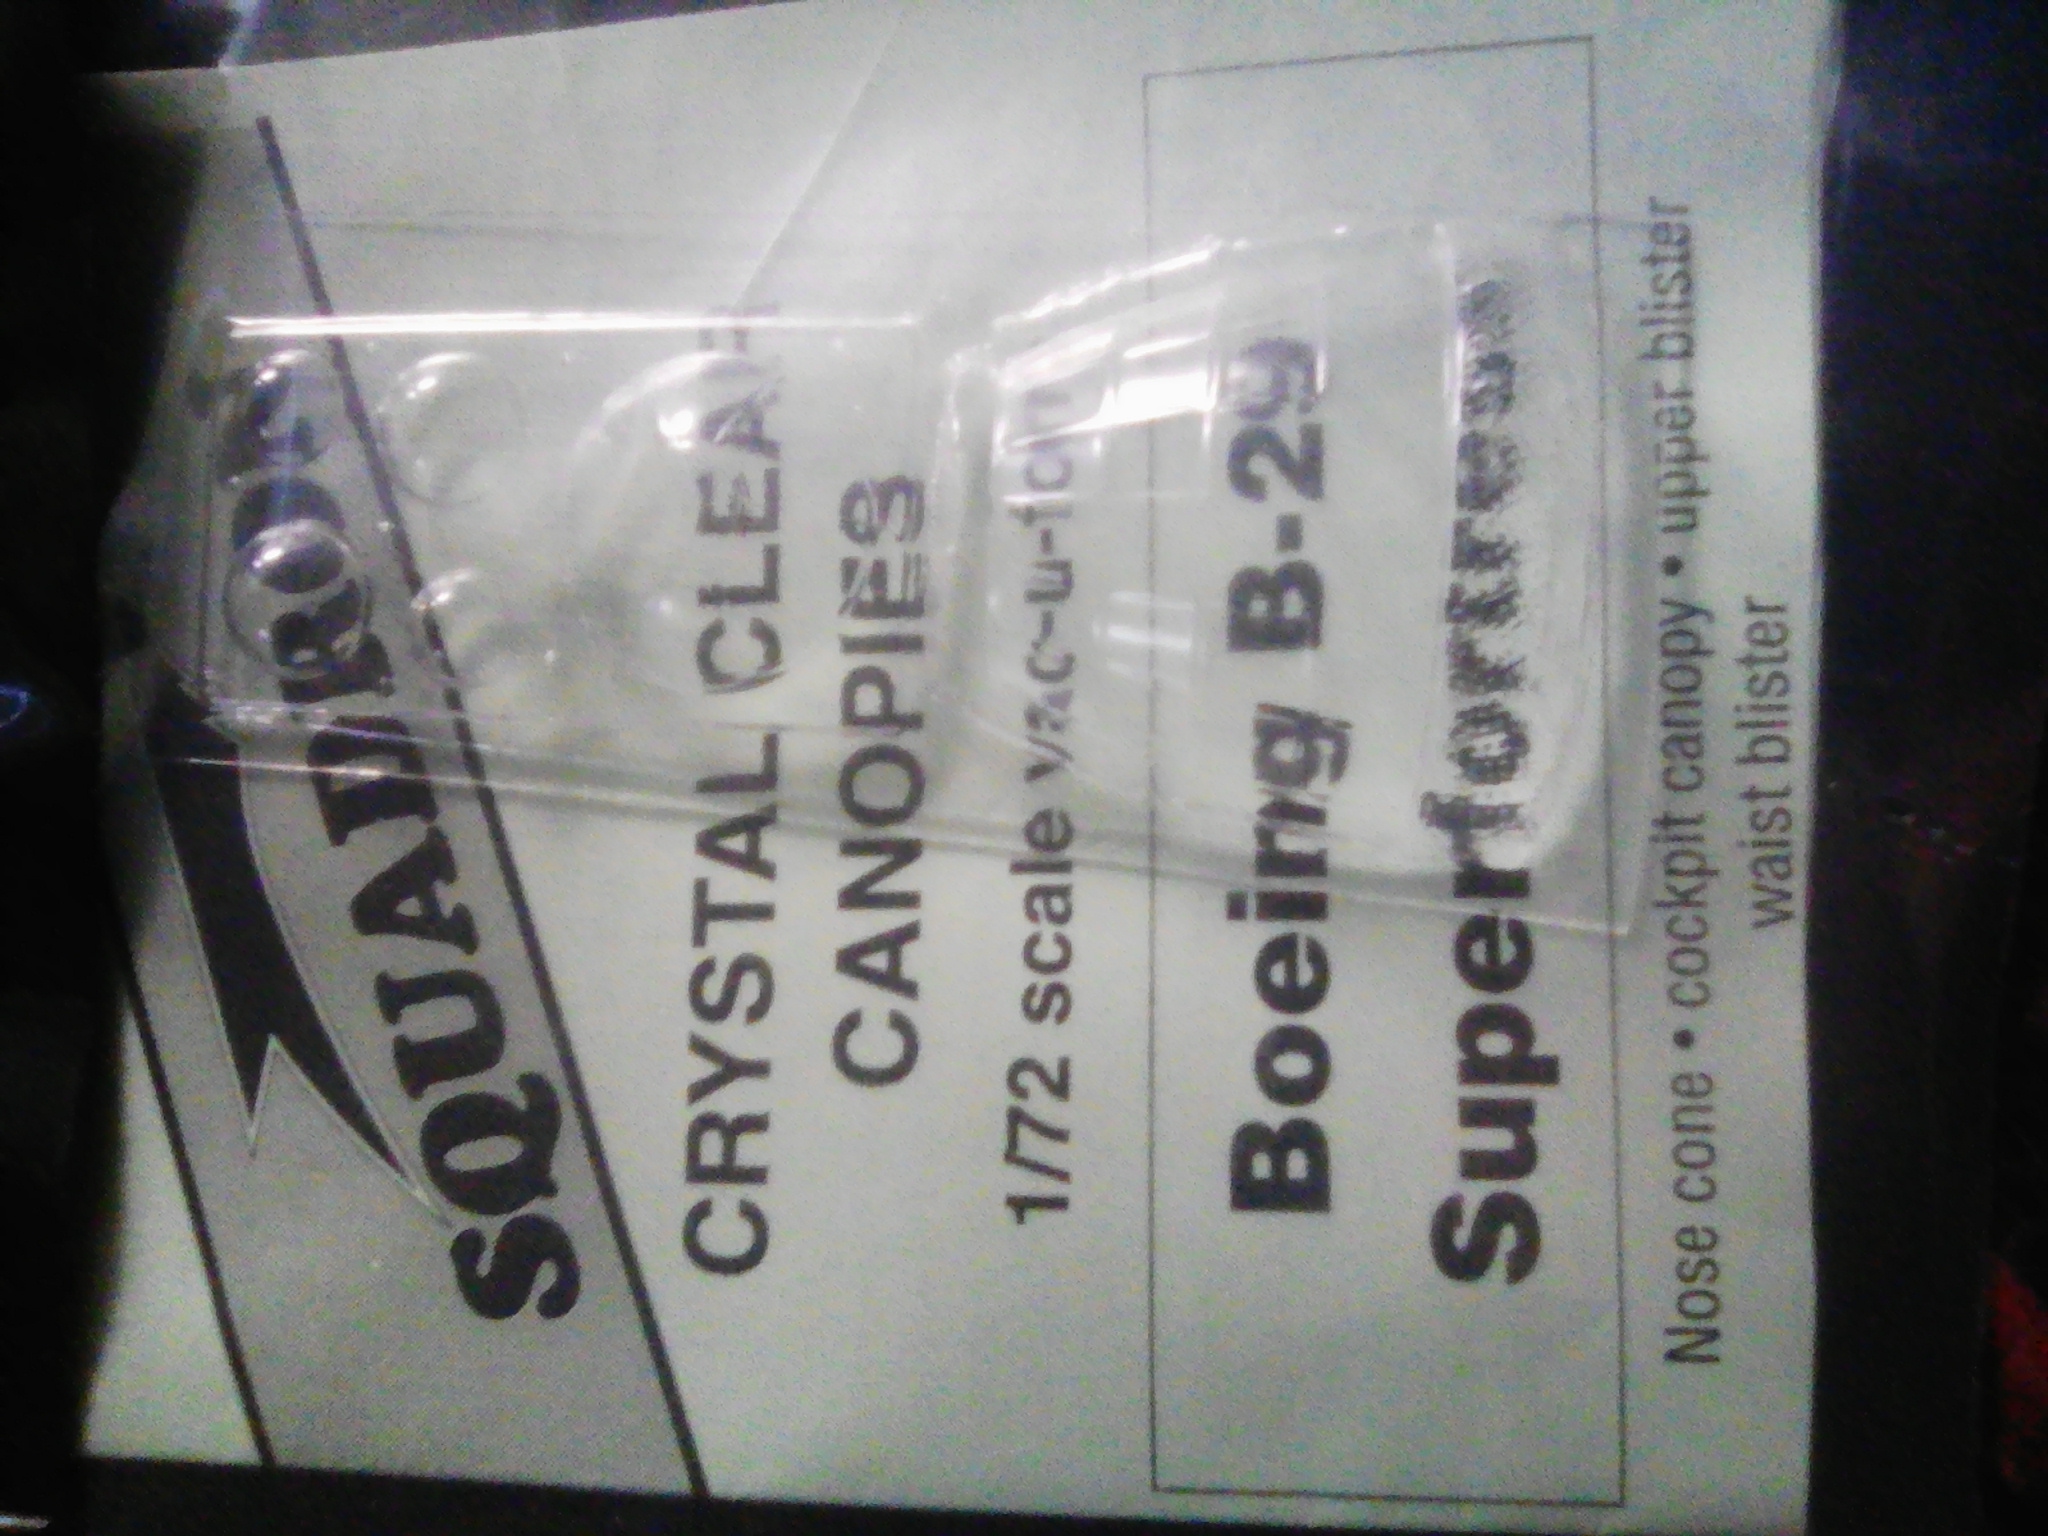 SQUADRON
CRYSTAL CLEAR
CANOPIES
1/72 scale vac-u-form
Boeing B-29
Superfortress
Nose cone • cockpit canopy • upper blister
waist blister